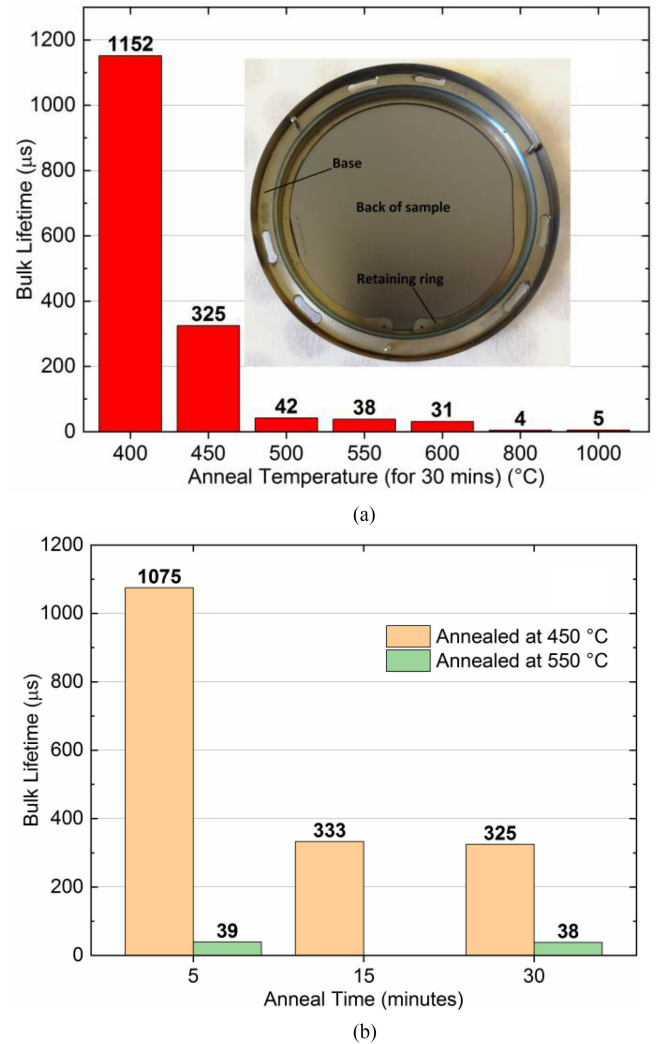 1200
1152
1000
Base
800
Back of sample
600
Retaining ring
400
325
200
42
38
31
4
5
0
400 450 500 550 600 800 1000
Bulk Lifetime (μs)
Anneal Temperature (for 30 mins) (°C)
(a)
1200
1075
1000
Annealed at 450 °C
Annealed at 550 °C
800
600
400
333
325
200
39
38
0
5 15 30
Bulk Lifetime (μs)
Anneal Time (minutes)
(b)